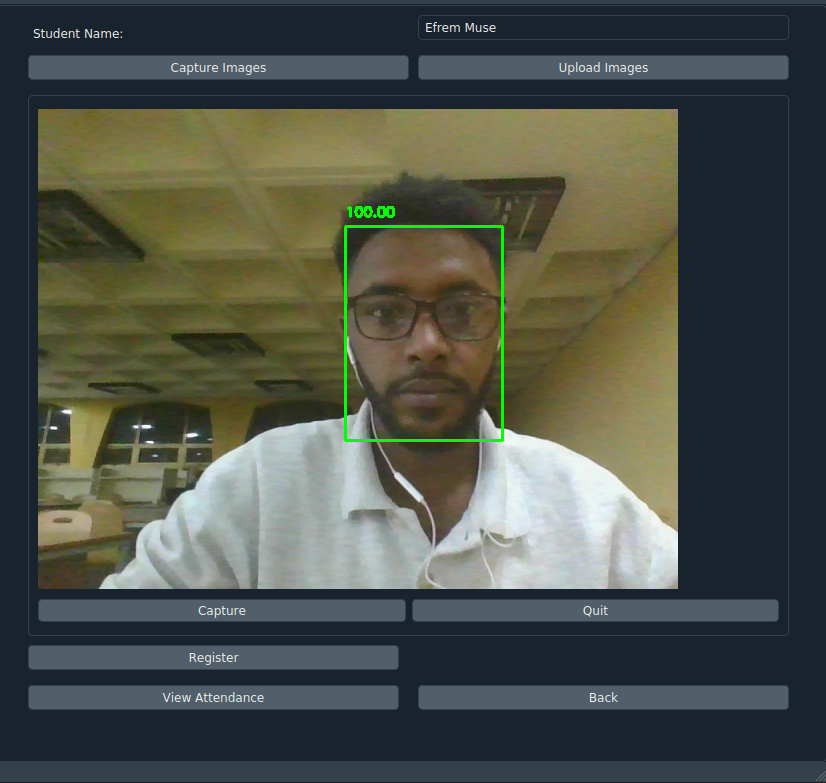 Student Name:
Efrem Muse
Capture Images
Upload Images
100.00
Capture
Quit
Register
View Attendance
Back